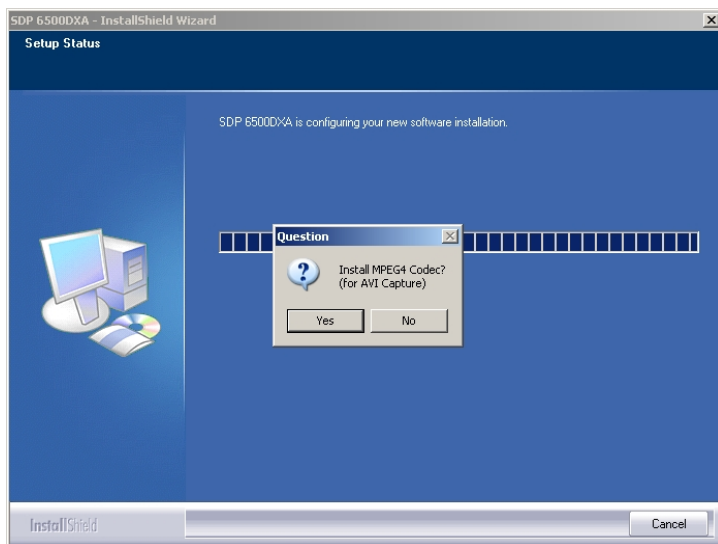 SDP 6500DXA - InstallShield Wizard
Setup Status
SDP 6500DXA is configuring your new software installation.
Question
Install MPEG4 Codec?
(for AVI Capture)
Yes
No
InstallShield
Cancel